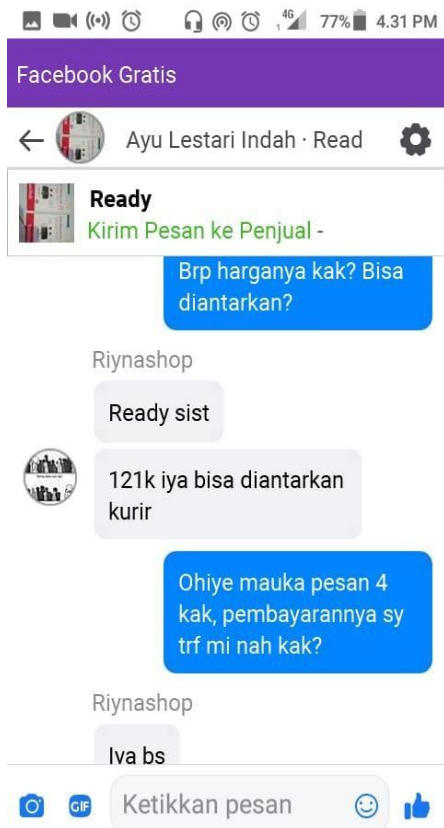 4G 77% 4.31 PM
Facebook Gratis
Ayu Lestari Indah · Read
Ready
Kirim Pesan ke Penjual -
Brp harganya kak? Bisa
diantarkan?
Riynashop
Ready sist
121k iya bisa diantarkan
kurir
Ohiye mauka pesan 4
kak, pembayarannya sy
trf mi nah kak?
Riynashop
Iya bs
GIF Ketikkan pesan